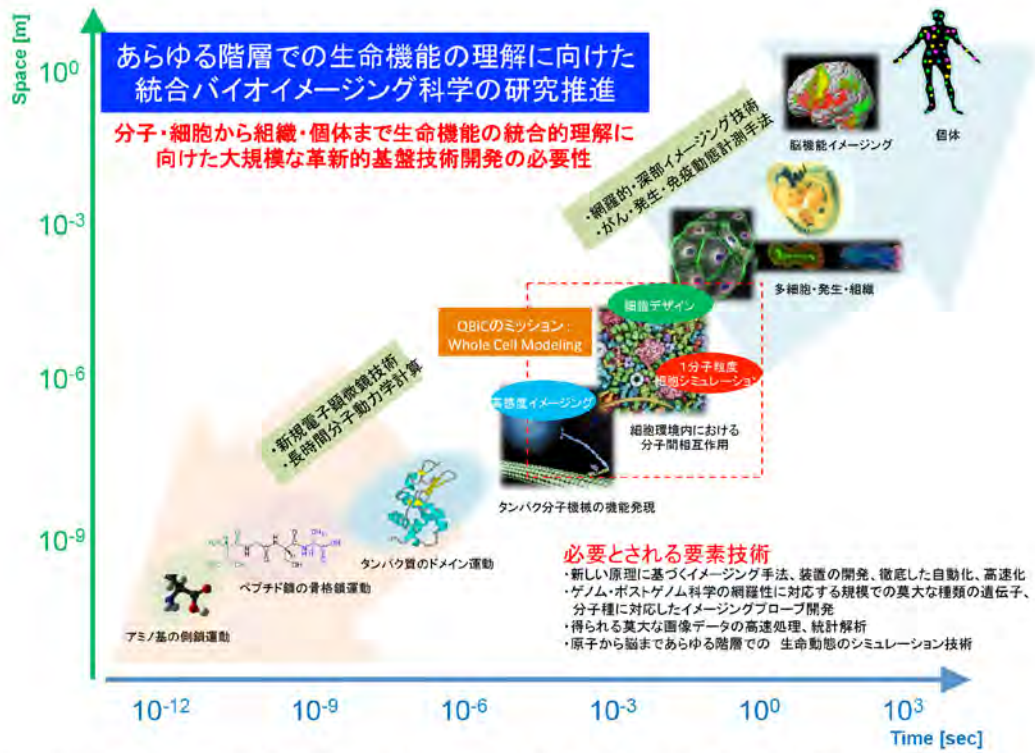 Space [m]
あらゆる階層での生命機能の理解に向けた
統合バイオイメージング科学の研究推進
分子・細胞から組織・個体まで生命機能の統合的理解に
向けた大規模な革新的基盤技術開発の必要性
10⁰
10⁻³
10⁻⁶
10⁻⁹
・網羅的・深部イメージング技術
・がん・発生・免疫動態計測手法
脳機能イメージング
個体
多細胞・発生・組織
細胞デザイン
QBiCのミッション：
Whole Cell Modeling
1分子粒度
細胞シミュレーション
高感度イメージング
細胞環境内における
分子間相互作用
タンパク分子機械の機能発現
・新規電子顕微鏡技術
・長時間分子動力学計算
タンパク質のドメイン運動
ペプチド鎖の骨格鎖運動
アミノ基の側鎖運動
必要とされる要素技術
・新しい原理に基づくイメージング手法、装置の開発、徹底した自動化、高速化
・ゲノム・ポストゲノム科学の網羅性に対応する規模での莫大な種類の遺伝子、
分子種に対応したイメージングプローブ開発
・得られる莫大な画像データの高速処理、統計解析
・原子から脳まであらゆる階層での 生命動態のシミュレーション技術
10⁻¹²
10⁻⁹
10⁻⁶
10⁻³
10⁰
10³
Time [sec]